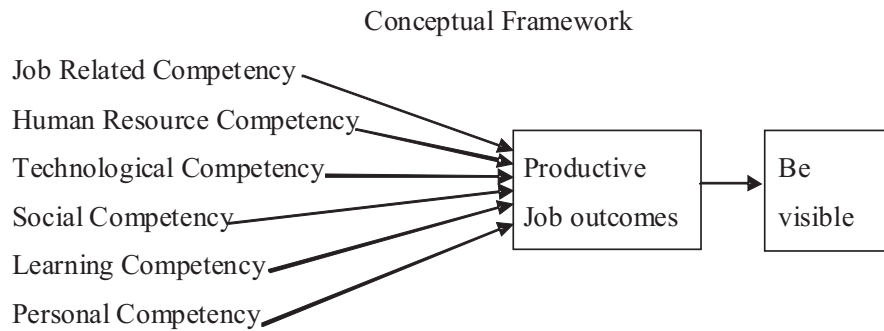 Conceptual Framework
Job Related Competency
Human Resource Competency
Technological Competency
Social Competency
Learning Competency
Personal Competency
Productive
Job outcomes
Be
visible